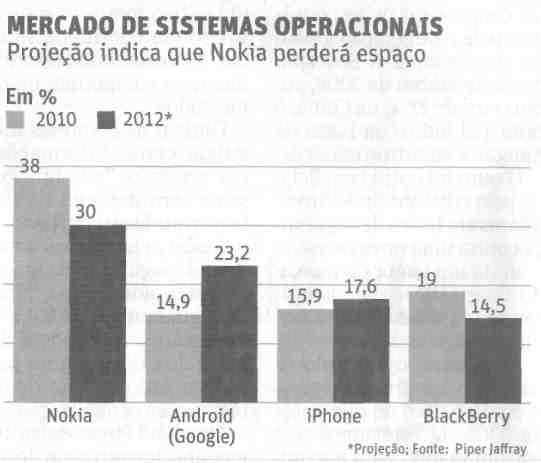 MERCADO DE SISTEMAS OPERACIONAIS
Projeção indica que Nokia perderá espaço
Em %
2010 2012*
38
30
14,9
23,2
15,9
17,6
19
14,5
Nokia
Android
(Google)
iPhone
BlackBerry
*Projeção; Fonte: Piper Jaffray